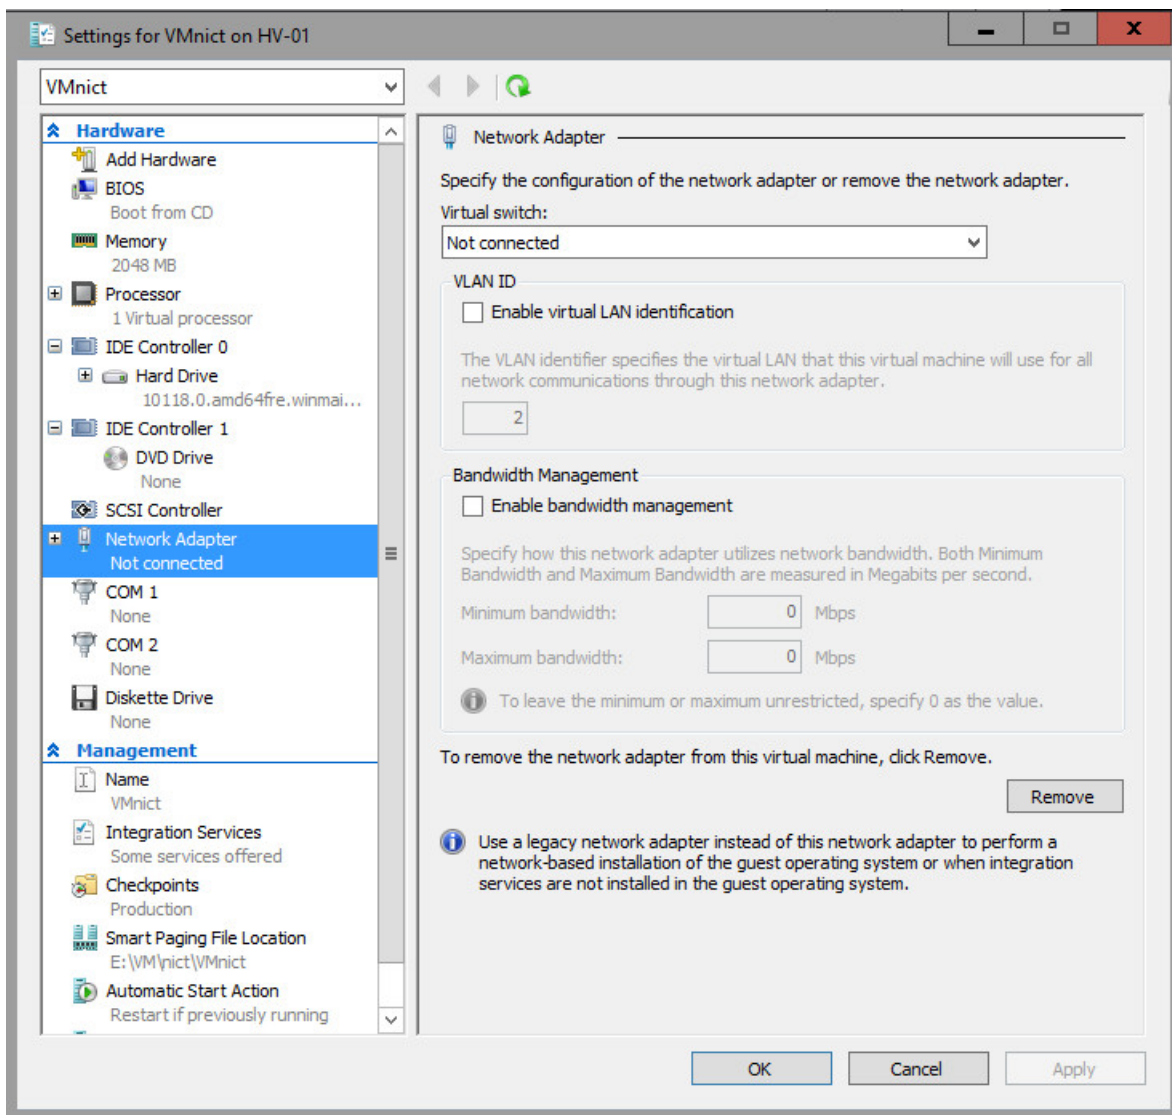 Settings for VMnict on HV-01
VMnict
Hardware
Add Hardware
BIOS
Boot from CD
Memory
2048 MB
Processor
1 Virtual processor
IDE Controller 0
Hard Drive
10118.0.amd64fre.winmai...
IDE Controller 1
DVD Drive
None
SCSI Controller
Network Adapter
Not connected
COM 1
None
COM 2
None
Diskette Drive
None
Management
Name
VMnict
Integration Services
Some services offered
Checkpoints
Production
Smart Paging File Location
E:\VM\nict\VMnict
Automatic Start Action
Restart if previously running
Network Adapter
Specify the configuration of the network adapter or remove the network adapter.
Virtual switch:
Not connected
VLAN ID
Enable virtual LAN identification
The VLAN identifier specifies the virtual LAN that this virtual machine will use for all
network communications through this network adapter.
2
Bandwidth Management
Enable bandwidth management
Specify how this network adapter utilizes network bandwidth. Both Minimum
Bandwidth and Maximum Bandwidth are measured in Megabits per second.
Minimum bandwidth: 0 Mbps
Maximum bandwidth: 0 Mbps
To leave the minimum or maximum unrestricted, specify 0 as the value.
To remove the network adapter from this virtual machine, click Remove.
Remove
Use a legacy network adapter instead of this network adapter to perform a
network-based installation of the guest operating system or when integration
services are not installed in the guest operating system.
OK Cancel Apply